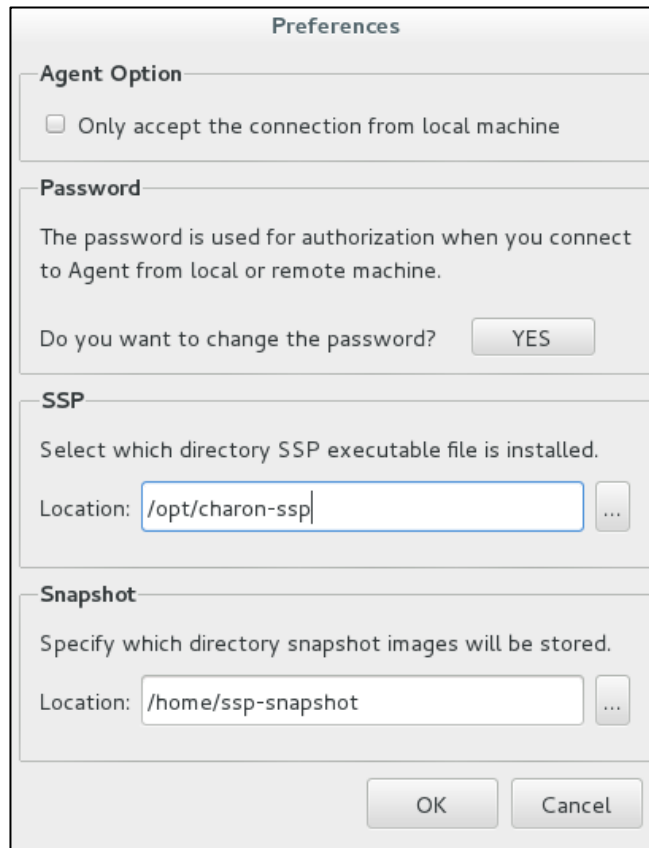 Preferences
Agent Option
Only accept the connection from local machine
Password
The password is used for authorization when you connect
to Agent from local or remote machine.
Do you want to change the password? YES
SSP
Select which directory SSP executable file is installed.
Location: /opt/charon-ssp ...
Snapshot
Specify which directory snapshot images will be stored.
Location: /home/ssp-snapshot ...
OK Cancel